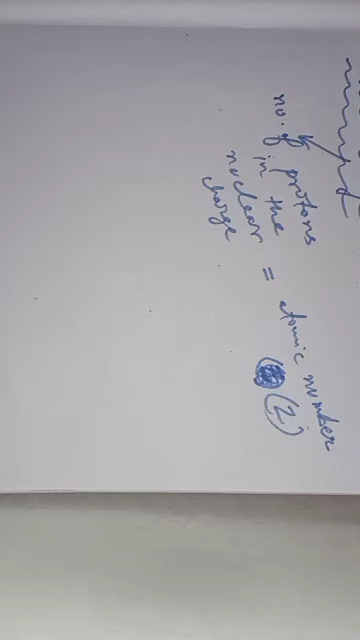 no. of protons
in the
nuclear
charge
= atomic number
(Z)